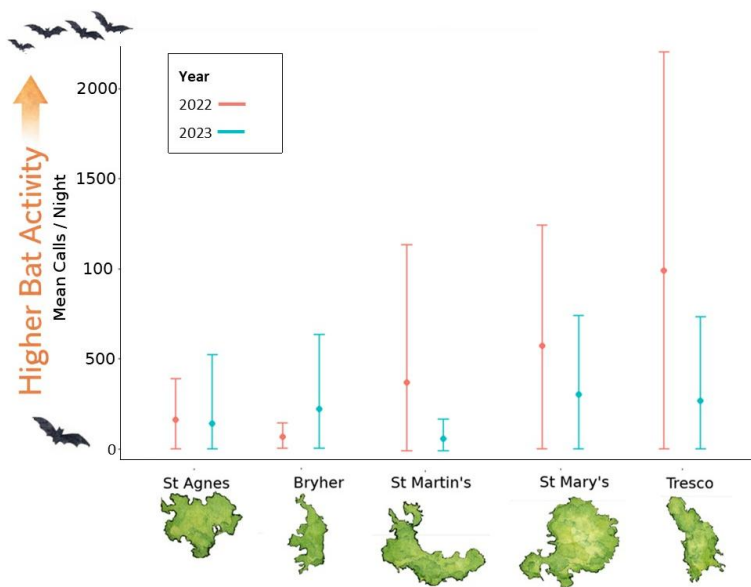 Higher Bat Activity
Mean Calls / Night
2000
1500
100
500
0
Year
2022
2023
St Agnes
Bryher
St Martin's
St Mary's
Tresco